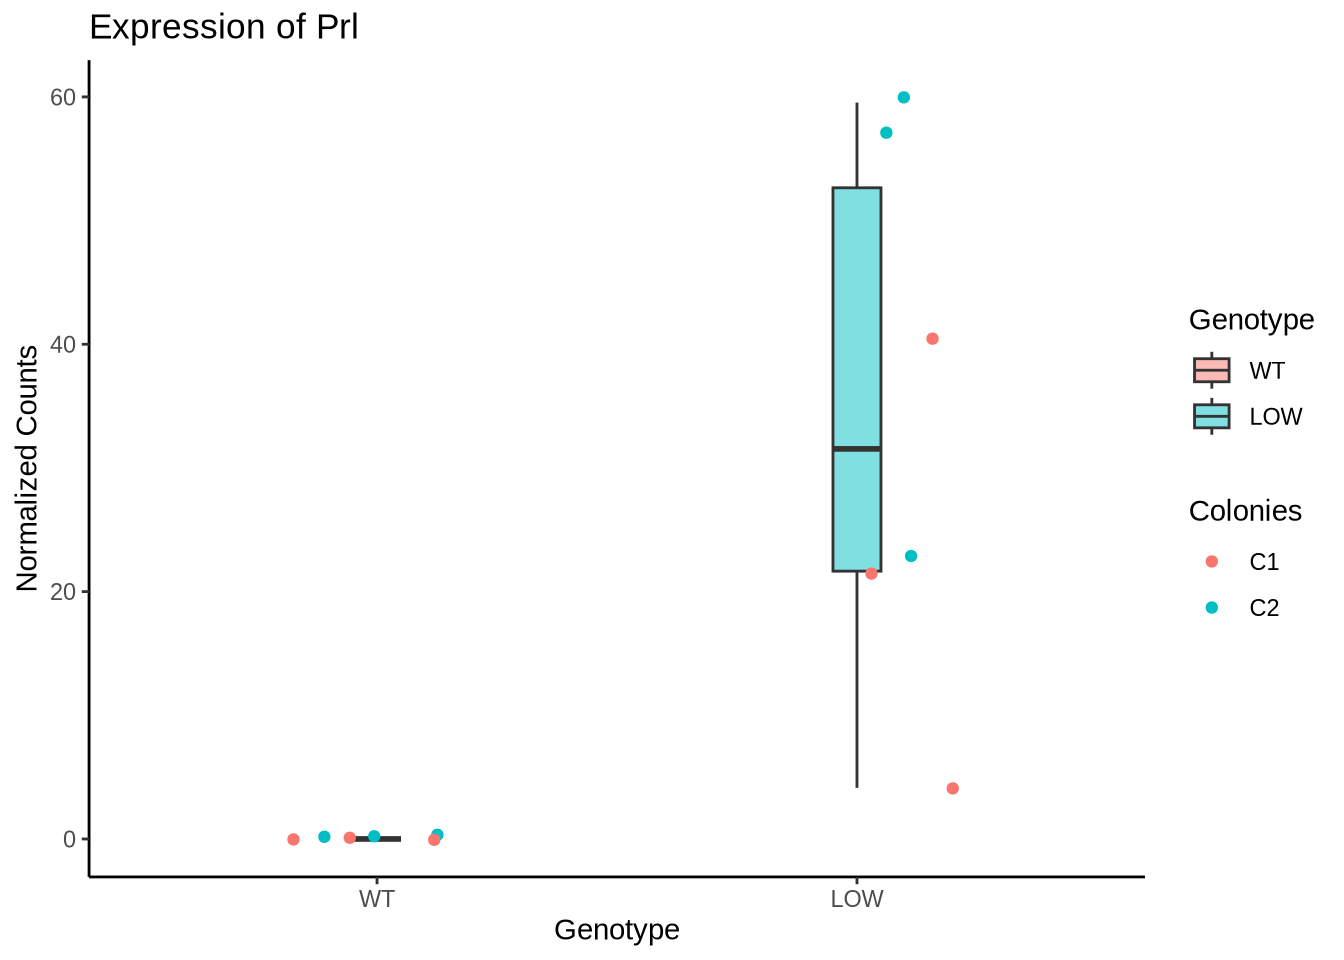 Expression of Prl
60
40
20
0
Normalized Counts
WT
LOW
Genotype
Genotype
WT
LOW
Colonies
C1
C2